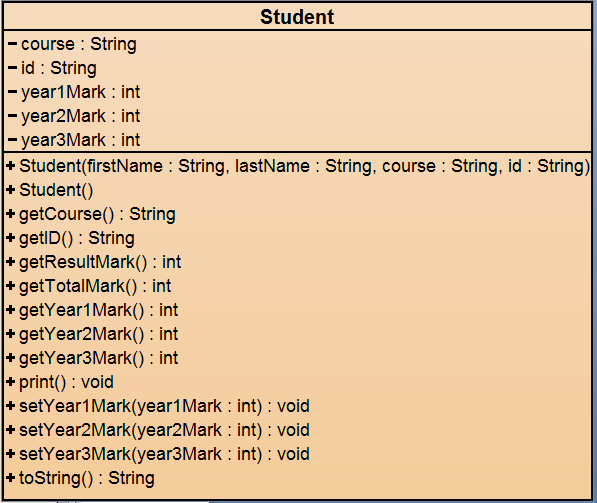 Student
- course : String
- id : String
- year1Mark : int
- year2Mark : int
- year3Mark : int
+ Student(firstName : String, lastName : String, course : String, id : String)
+ Student()
+ getCourse() : String
+ getID() : String
+ getResultMark() : int
+ getTotalMark() : int
+ getYear1Mark() : int
+ getYear2Mark() : int
+ getYear3Mark() : int
+ print() : void
+ setYear1Mark(year1Mark : int) : void
+ setYear2Mark(year2Mark : int) : void
+ setYear3Mark(year3Mark : int) : void
+ toString() : String